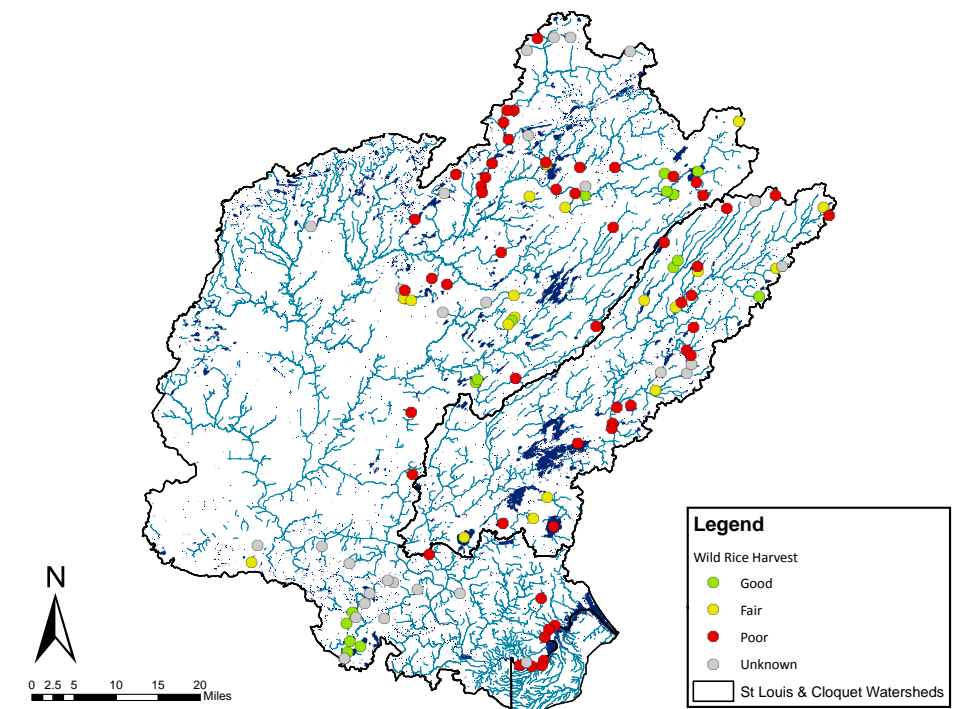 Legend
Wild Rice Harvest
Good
Fair
Poor
Unknown
St Louis & Cloquet Watersheds
N
0 2.5 5 10 15 20
Miles